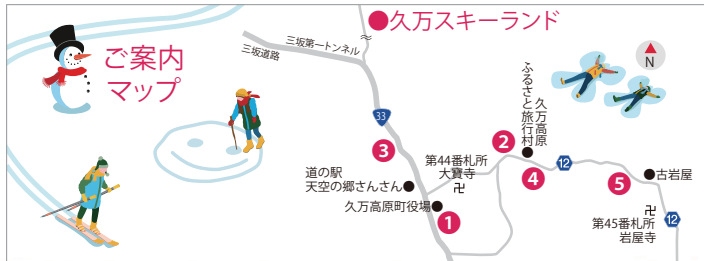 久万スキーランド
ご案内
マップ
三坂第一トンネル
三坂道路
N
33
久万高原
ふるさと旅行村
2
3
第44番札所
大寶寺
12
道の駅
天空の郷さんさん
4
5
古岩屋
久万高原町役場
1
第45番札所
岩屋寺
12